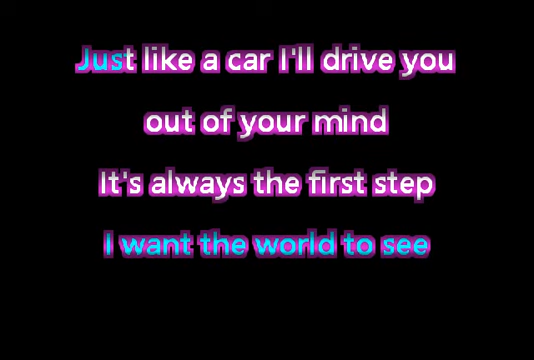 Just like a car I'll drive you
out of your mind
It's always the first step
I want the world to see